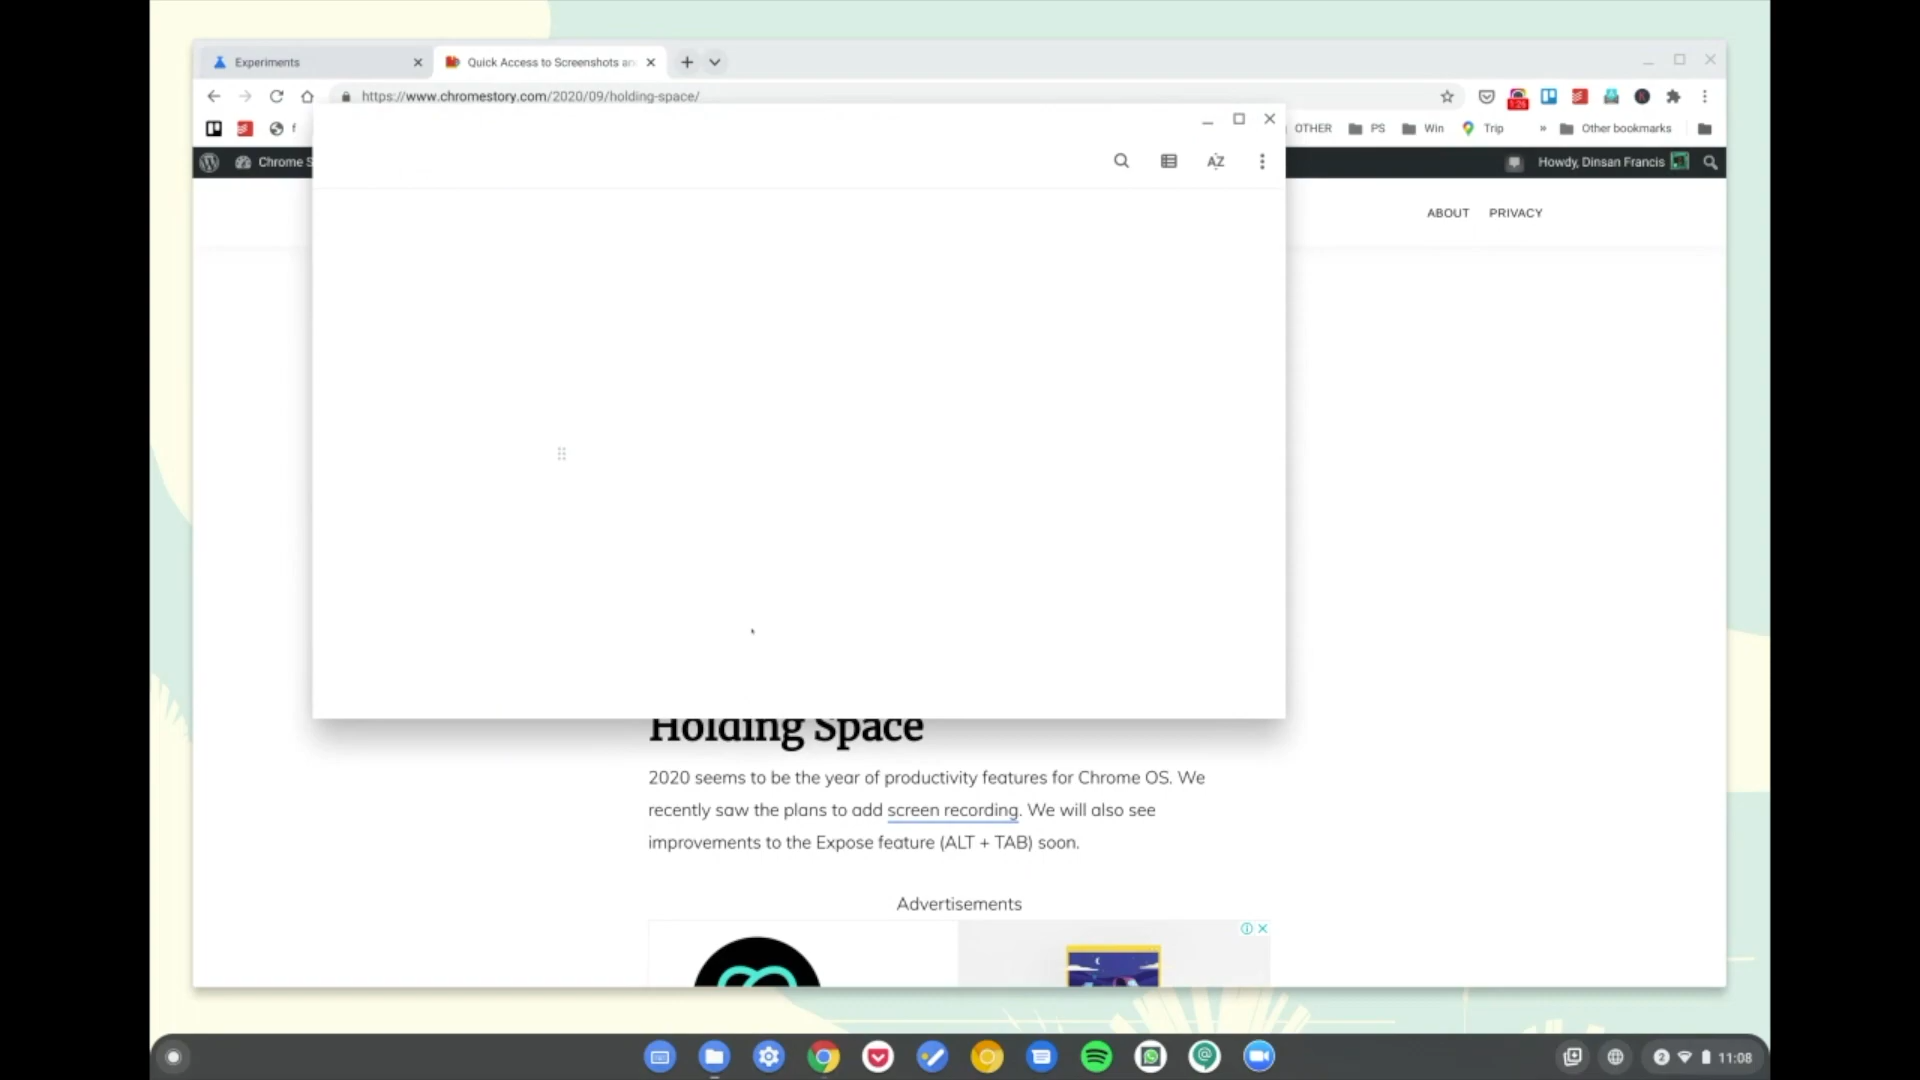 Experiments
Quick Access to Screenshots an
https://www.chromestory.com/2020/09/holding-space/
1:26
f
OTHER
PS
Win
Trip
»
Other bookmarks
Chrome S
Howdy, Dinsan Francis
ABOUT
PRIVACY
AZ
Holding Space
2020 seems to be the year of productivity features for Chrome OS. We
recently saw the plans to add screen recording. We will also see
improvements to the Expose feature (ALT + TAB) soon.
Advertisements
2
11:08